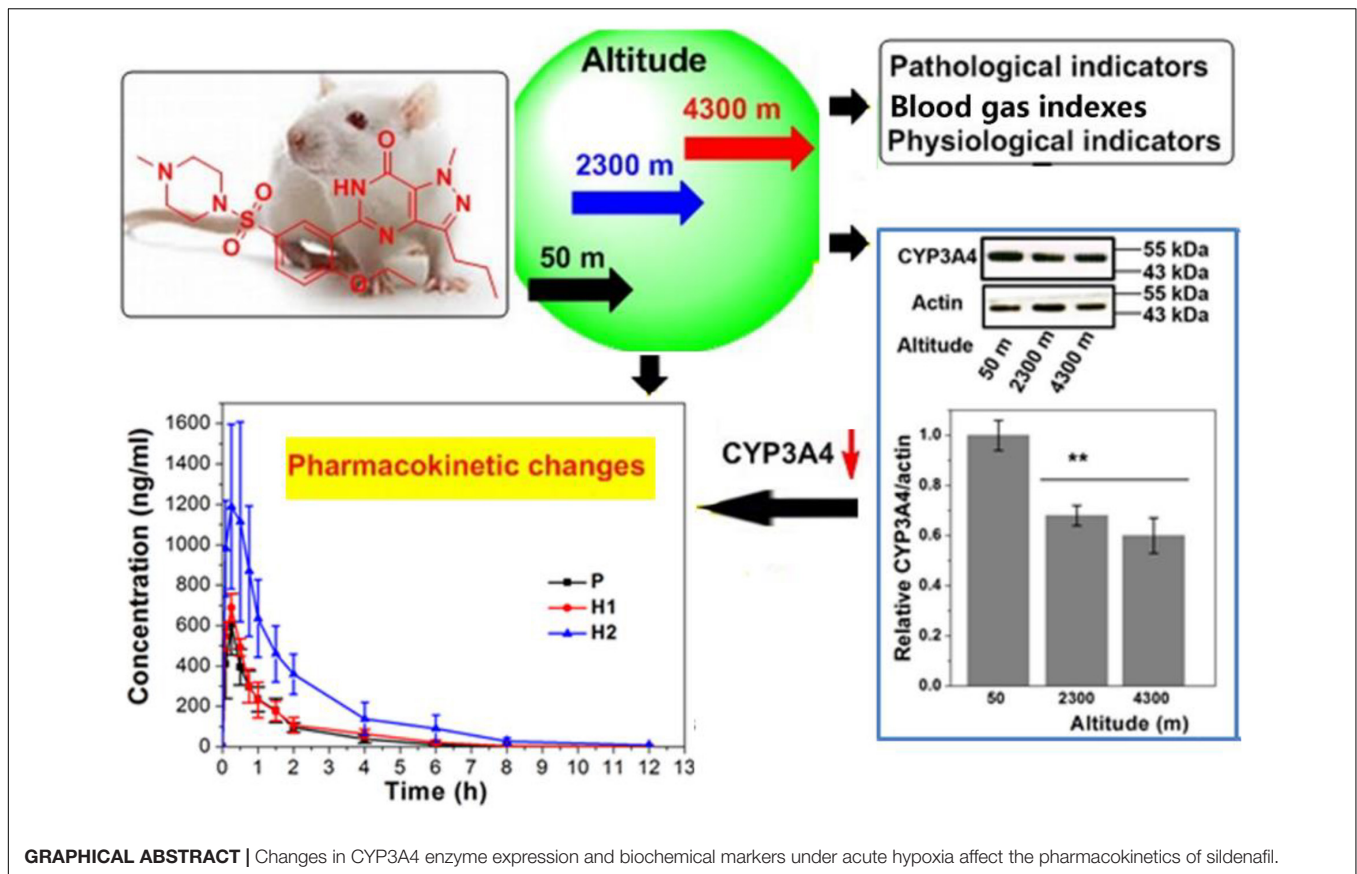 Altitude
4300 m
2300 m
50 m
Pathological indicators
Blood gas indexes
Physiological indicators
O
N
N
HN
N
N
N
S
O
O
N
O
CYP3A4
55 kDa
43 kDa
Actin
55 kDa
43 kDa
Altitude
50 m
2300 m
4300 m
Relative CYP3A4/actin
1.0
0.8
0.6
0.4
0.2
0.0
**
50
2300
4300
Altitude (m)
CYP3A4
Concentration (ng/ml)
1600
1400
1200
1000
800
600
400
200
0
Pharmacokinetic changes
P
H1
H2
0 1 2 3 4 5 6 7 8 9 10 11 12 13
Time (h)
GRAPHICAL ABSTRACT | Changes in CYP3A4 enzyme expression and biochemical markers under acute hypoxia affect the pharmacokinetics of sildenafil.